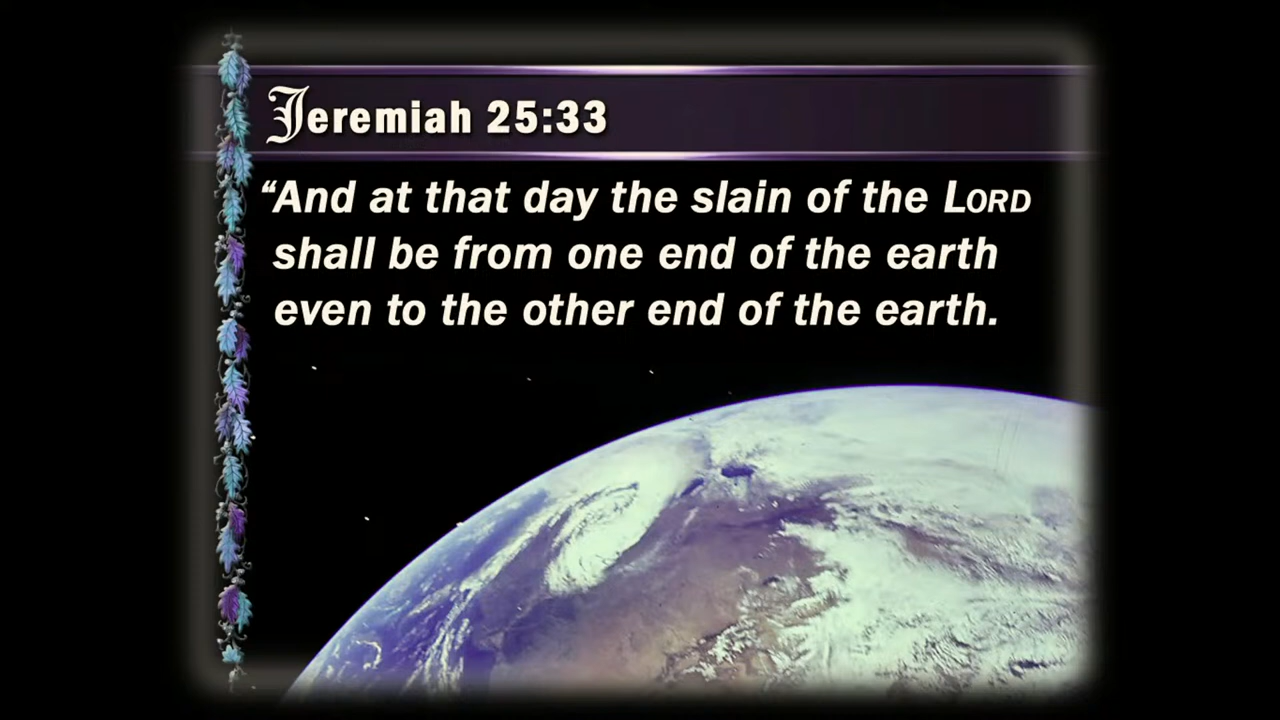 Jeremiah 25:33
“And at that day the slain of the LORD
shall be from one end of the earth
even to the other end of the earth.